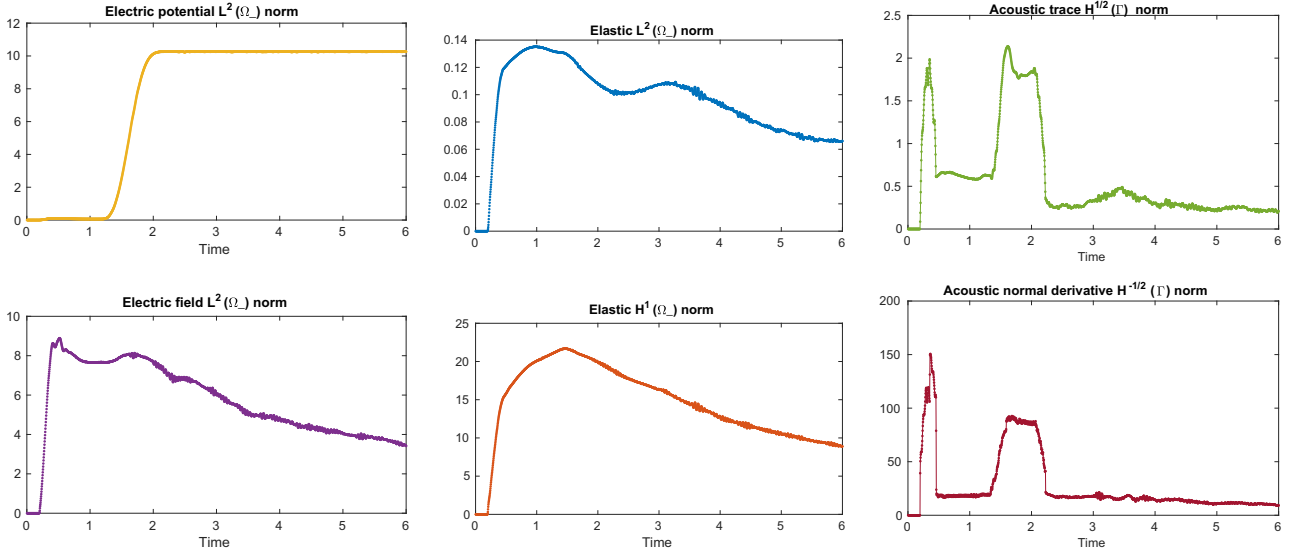 Electric potential L² (Ω_) norm
12
10
8
6
4
2
0
0 1 2 3 4 5 6
Time
Elastic L² (Ω_) norm
0.14
0.12
0.1
0.08
0.06
0.04
0.02
0
0 1 2 3 4 5 6
Time
Acoustic trace H^{1/2} (Γ) norm
2.5
2
1.5
1
0.5
0
0 1 2 3 4 5 6
Time
Electric field L² (Ω_) norm
10
8
6
4
2
0
0 1 2 3 4 5 6
Time
Elastic H¹ (Ω_) norm
25
20
15
10
5
0
0 1 2 3 4 5 6
Time
Acoustic normal derivative H^{-1/2} (Γ) norm
200
150
100
50
0
0 1 2 3 4 5 6
Time